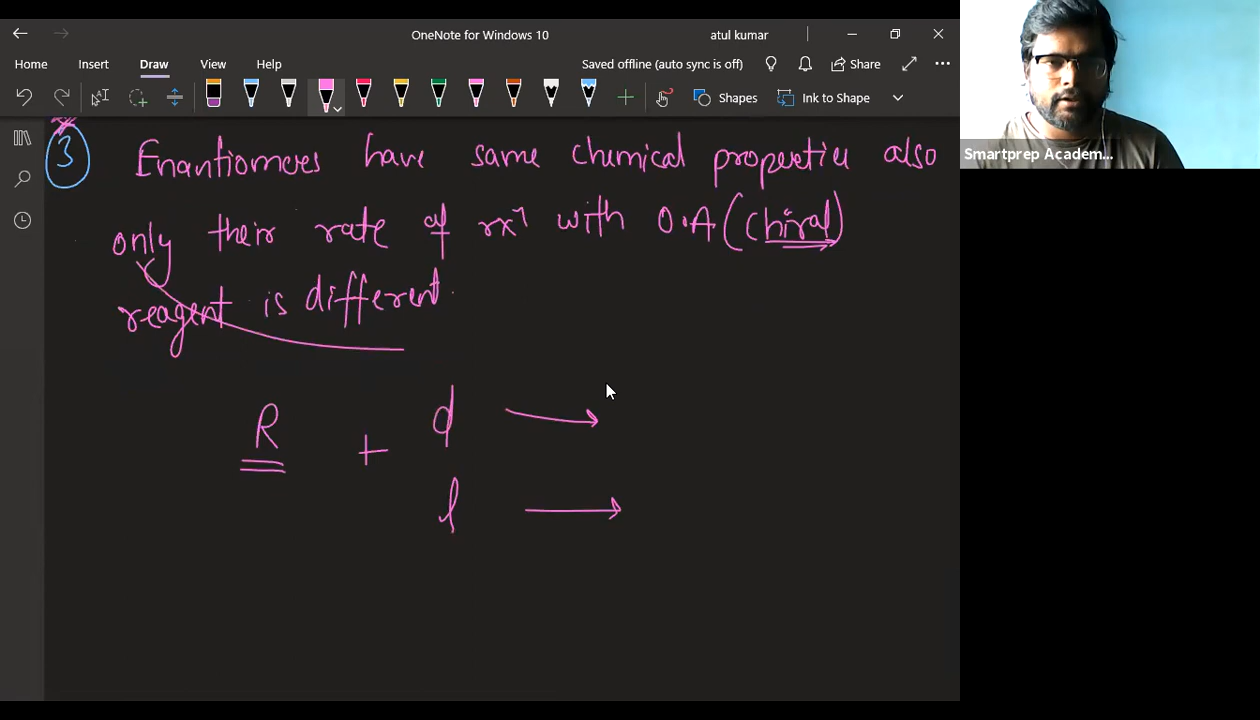 OneNote for Windows 10
atul kumar
Home Insert Draw View Help
Saved offline (auto sync is off)
Share
Shapes
Ink to Shape
Smartprep Academ...
3 Enantiomers have same chemical properties also
only their rate of rxn with O.A (chiral)
reagent is different.
R + d →
l →